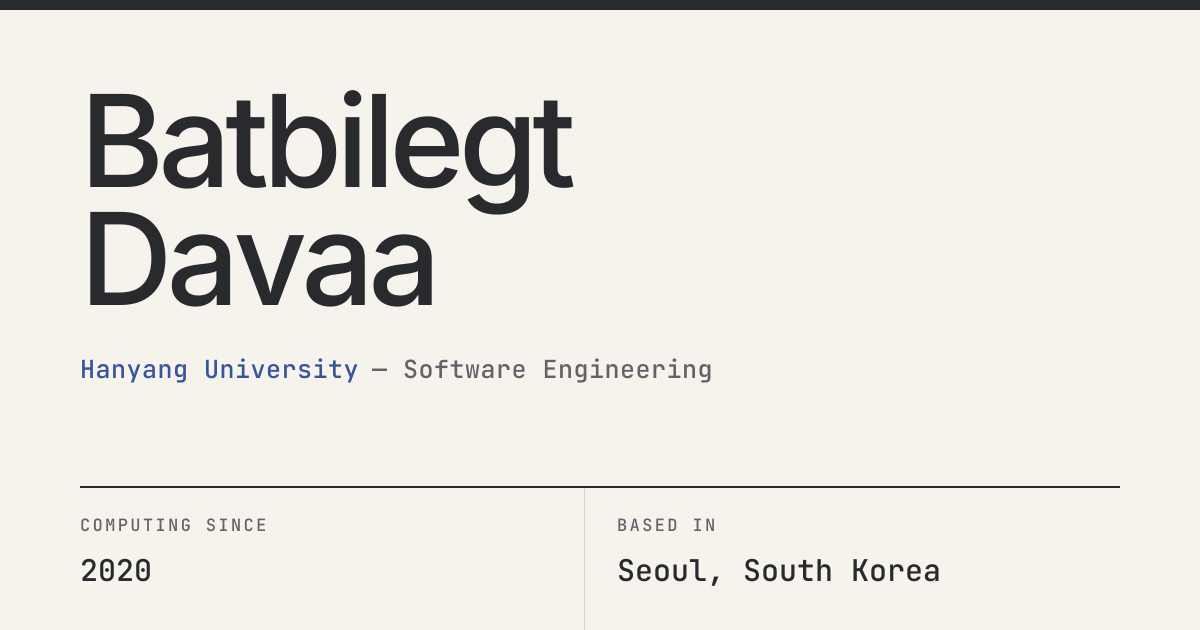 Batbilegt
Davaa
Hanyang University — Software Engineering
COMPUTING SINCE
2020
BASED IN
Seoul, South Korea